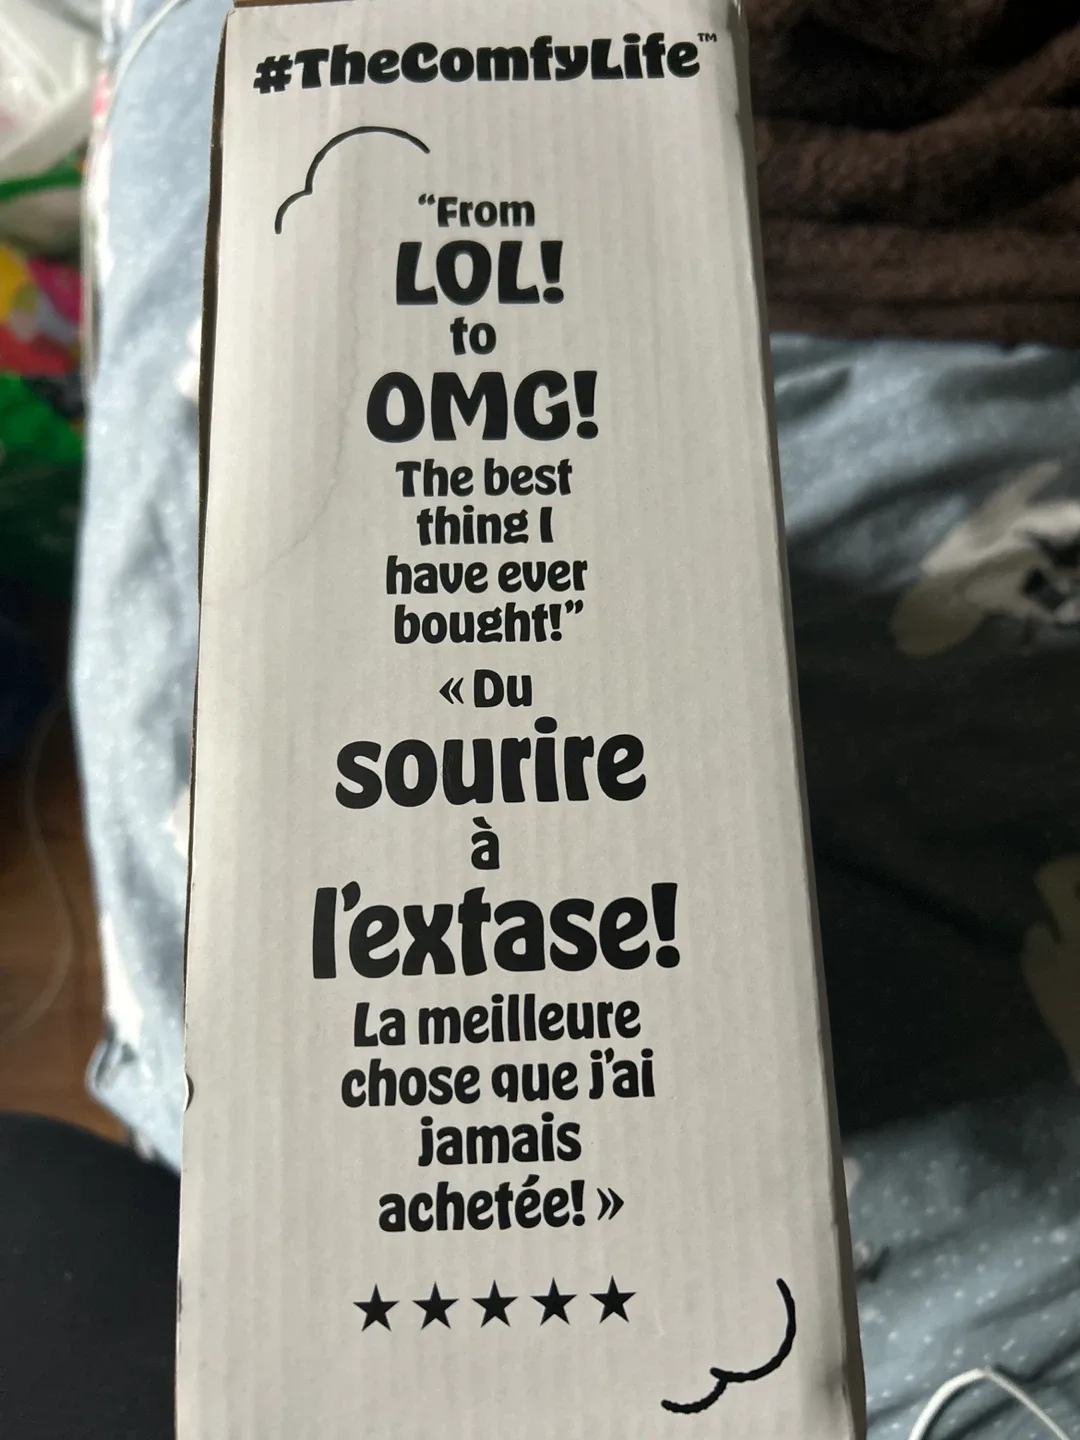 #TheComfyLife™
“From
LOL!
to
OMG!
The best
thing I
have ever
bought!”
« Du
sourire
à
l’extase!
La meilleure
chose que j’ai
jamais
achetée! »